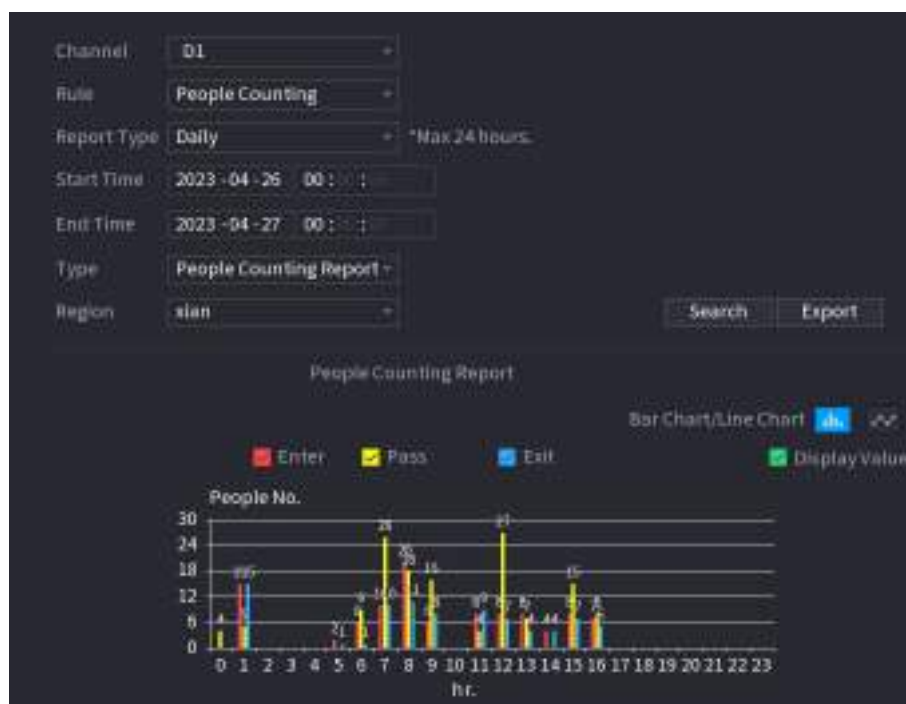 Channel D1
Rule People Counting
Report Type Daily *Max 24 hours.
Start Time 2023 -04 -26 00 : :
End Time 2023 -04 -27 00 : :
Type People Counting Report
Region xian Search Export
People Counting Report
Bar Chart/Line Chart
Enter Pass Exit Display Value
People No.
30
24
18
12
6
0
0 1 2 3 4 5 6 7 8 9 10 11 12 13 14 15 16 17 18 19 20 21 22 23
hr.